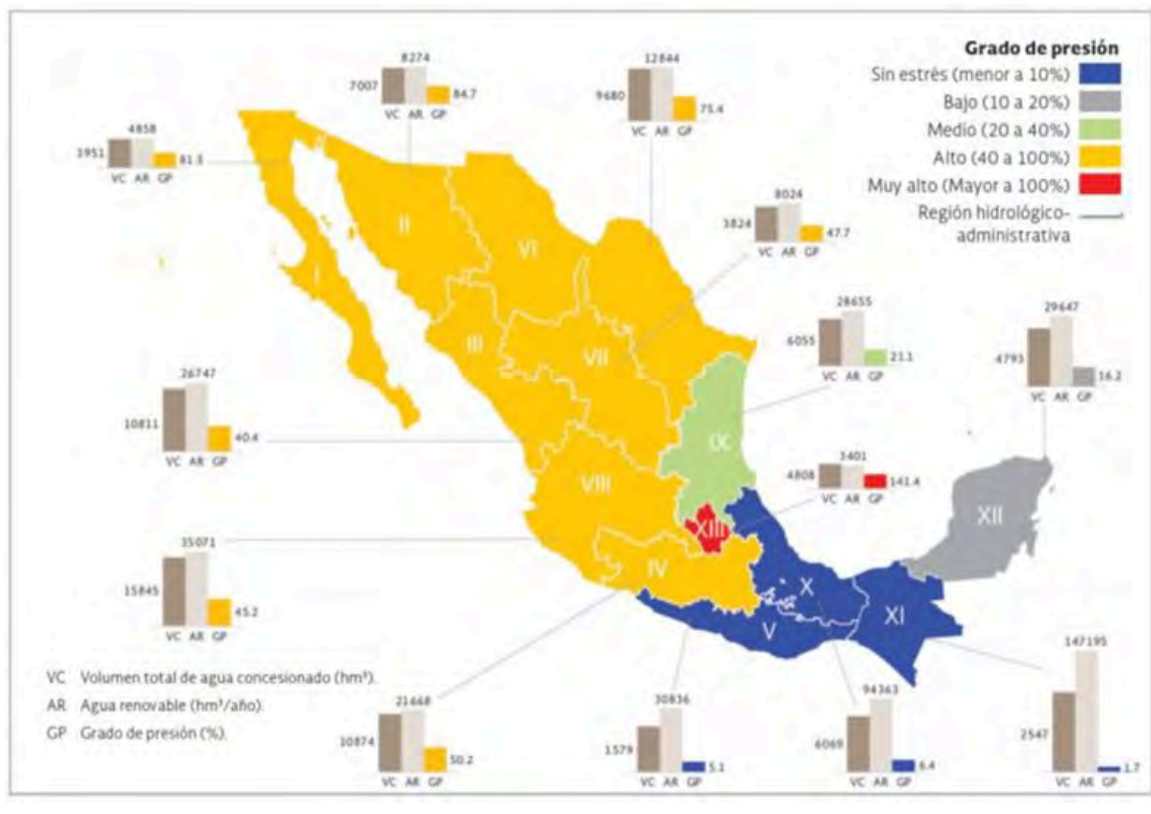 Grado de presión
Sin estrés (menor a 10%)
Bajo (10 a 20%)
Medio (20 a 40%)
Alto (40 a 100%)
Muy alto (Mayor a 100%)
Región hidrológico-
administrativa
8274
7007
84.7
VC AR GP
12844
9680
75.4
VC AR GP
4858
3951
81.3
VC AR GP
8024
3824
47.7
VC AR GP
28655
6055
21.1
VC AR GP
29647
4793
16.2
VC AR GP
26747
10811
40.4
VC AR GP
3401
4808
141.4
VC AR GP
35071
15845
45.2
VC AR GP
I
II
VI
III
VII
IX
VIII
XIII
XII
IV
X
XI
V
VC Volumen total de agua concesionado (hm³).
AR Agua renovable (hm³/año).
GP Grado de presión (%).
21668
10874
50.2
VC AR GP
30836
1579
5.1
VC AR GP
94363
6069
6.4
VC AR GP
147195
2547
1.7
VC AR GP